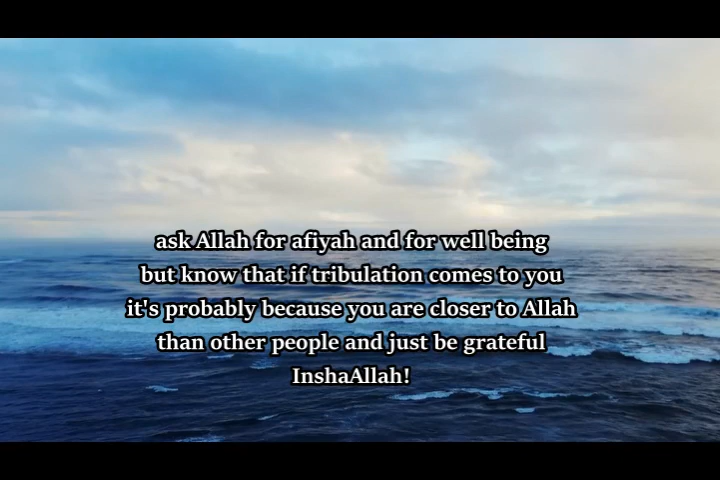 ask Allah for afiyah and for well being
but know that if tribulation comes to you
it's probably because you are closer to Allah
than other people and just be grateful
InshaAllah!